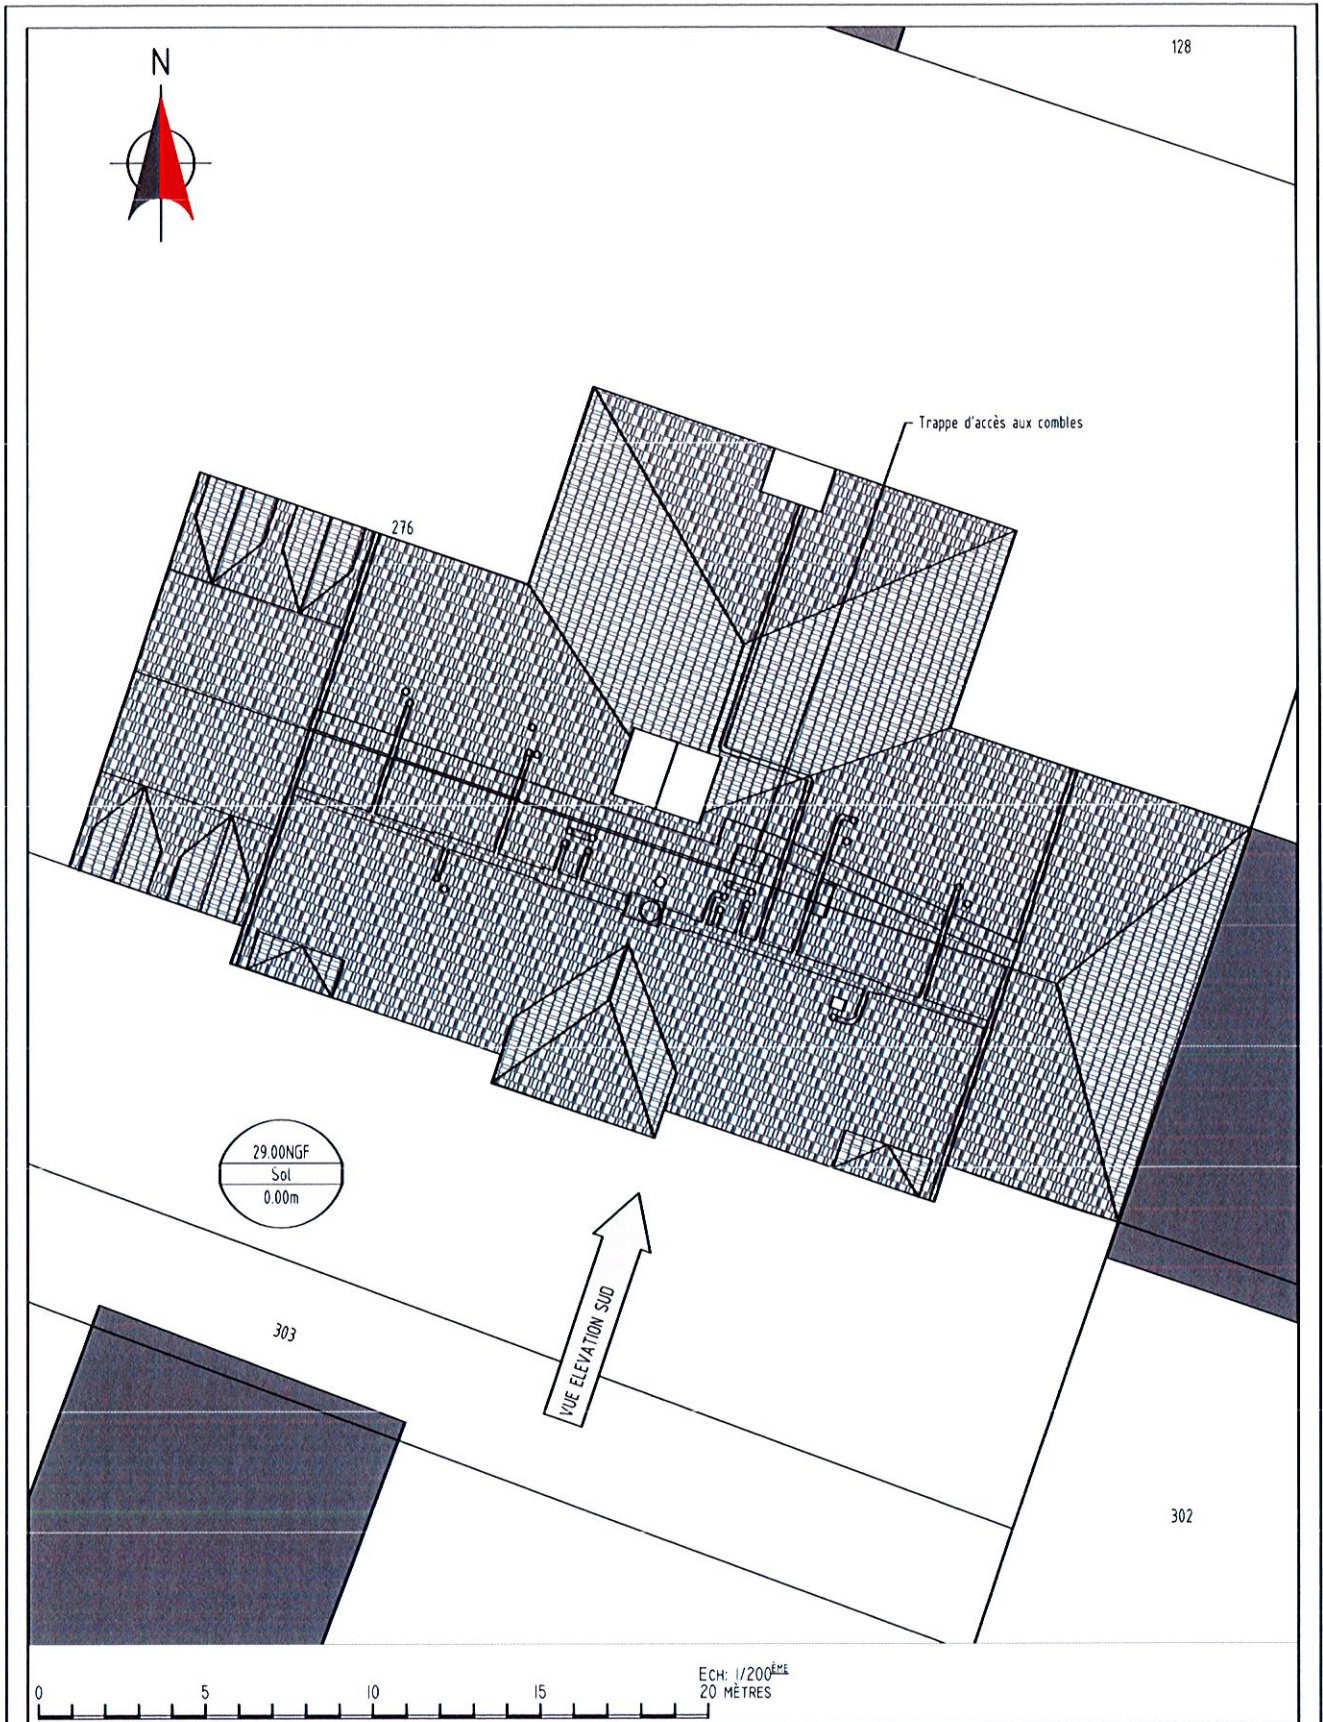 N
128
Trappe d'accès aux combles
276
29.00NGF
Sol
0.00m
VUE ELEVATION SUD
303
302
ECH: 1/200ÈME
0 5 10 15 20 MÈTRES